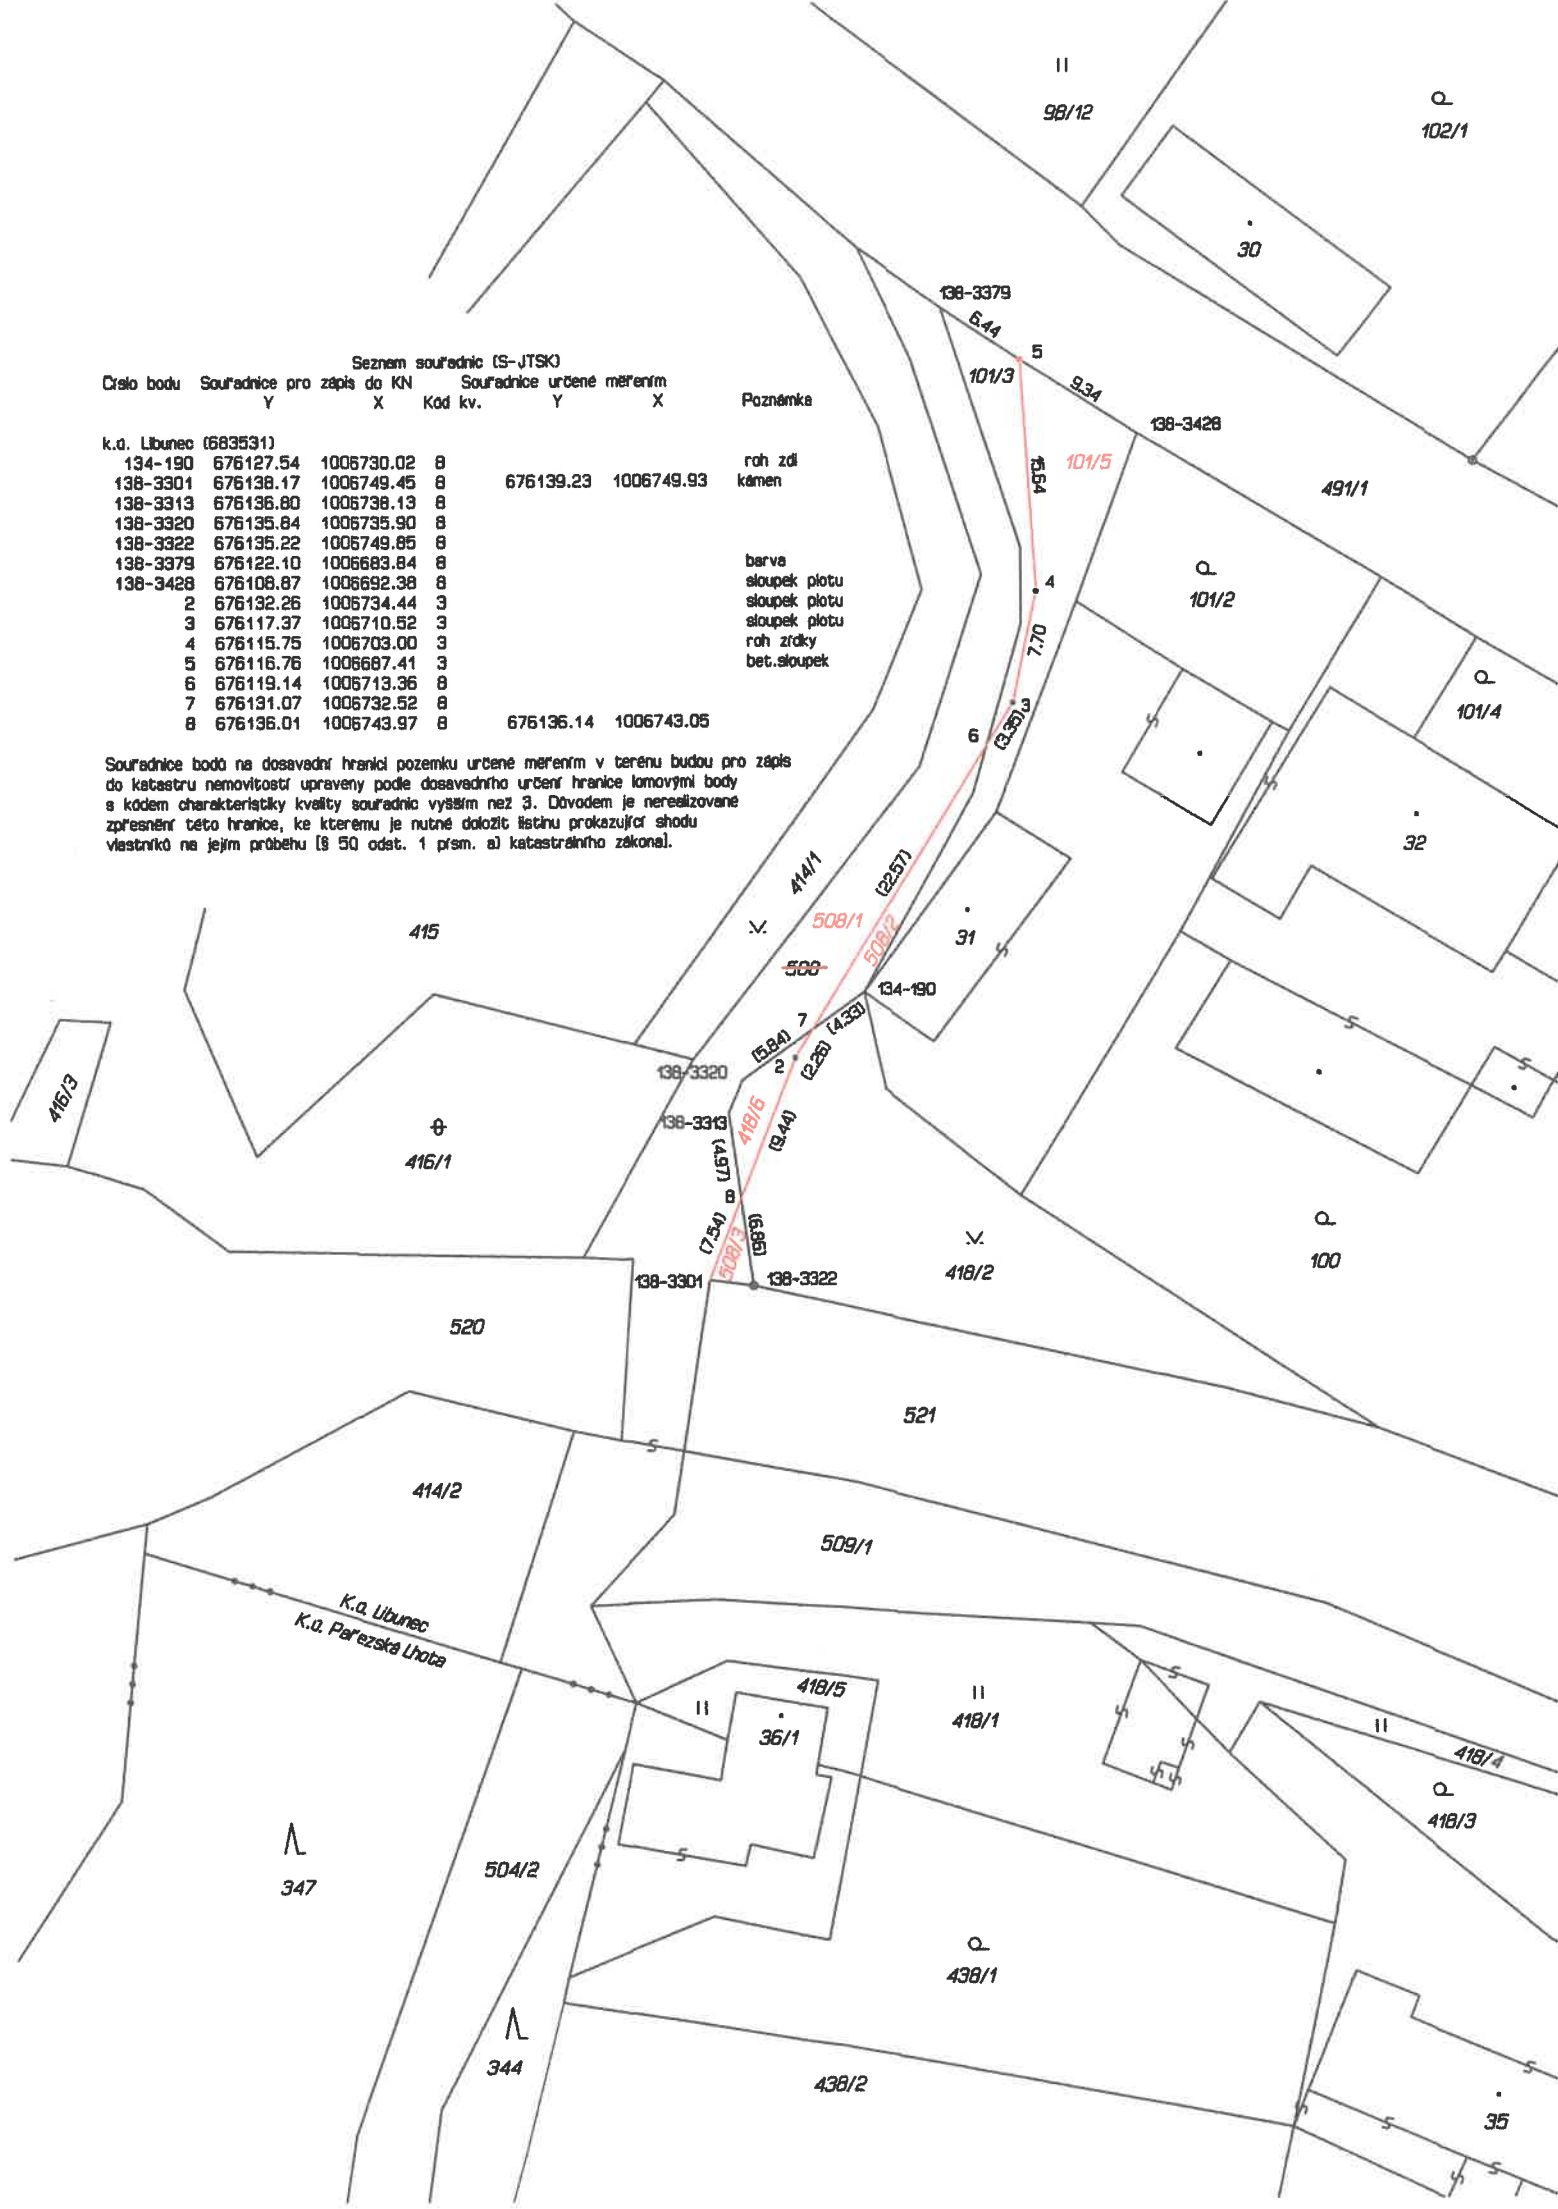 98/12
102/1
30
138-3379
6.44
5
101/3
9.34
138-3428
Seznam souřadnic (S-JTSK)
Číslo bodu Souřadnice pro zápis do KN Souřadnice určené měřením
Y X Kód kv. Y X Poznámka
k.ú. Libunec (683531)
134-190 676127.54 1006730.02 8 roh zdi
138-3301 676138.17 1006749.45 8 676139.23 1006749.93 kámen
138-3313 676136.80 1006738.13 8
138-3320 676135.84 1006735.90 8
138-3322 676135.22 1006749.85 8
138-3379 676122.10 1006683.84 8 barva
138-3428 676108.87 1006692.38 8 sloupek plotu
2 676132.26 1006734.44 3 sloupek plotu
3 676117.37 1006710.52 3 sloupek plotu
4 676115.75 1006703.00 3 roh zídky
5 676116.76 1006687.41 3 bet.sloupek
6 676119.14 1006713.36 8
7 676131.07 1006732.52 8
8 676136.01 1006743.97 8 676136.14 1006743.05
Souřadnice bodů na dosavadní hranici pozemku určené měřením v terénu budou pro zápis
do katastru nemovitostí upraveny podle dosavadního určení hranice lomovými body
s kódem charakteristiky kvality souřadnic vyšším než 3. Důvodem je nerealizované
zpřesnění této hranice, ke kterému je nutné doložit listinu prokazující shodu
vlastníků na jejím průběhu [§ 50 odst. 1 písm. a) katastrálního zákona].
15.64
101/5
491/1
4
101/2
7.70
3
101/4
6
(3.35)
32
414/1
(22.57)
415
508/1
508/2
31
508
134-190
7
(4.33)
(5.84)
2
(2.26)
138-3320
416/3
138-3313
418/6
(9.44)
416/1
(4.97)
8
(7.54)
(6.86)
508/3
418/2
100
138-3301
138-3322
520
521
414/2
509/1
K.ú. Libunec
K.ú. Pařezská Lhota
418/5
36/1
418/1
418/4
418/3
347
504/2
438/1
344
438/2
35